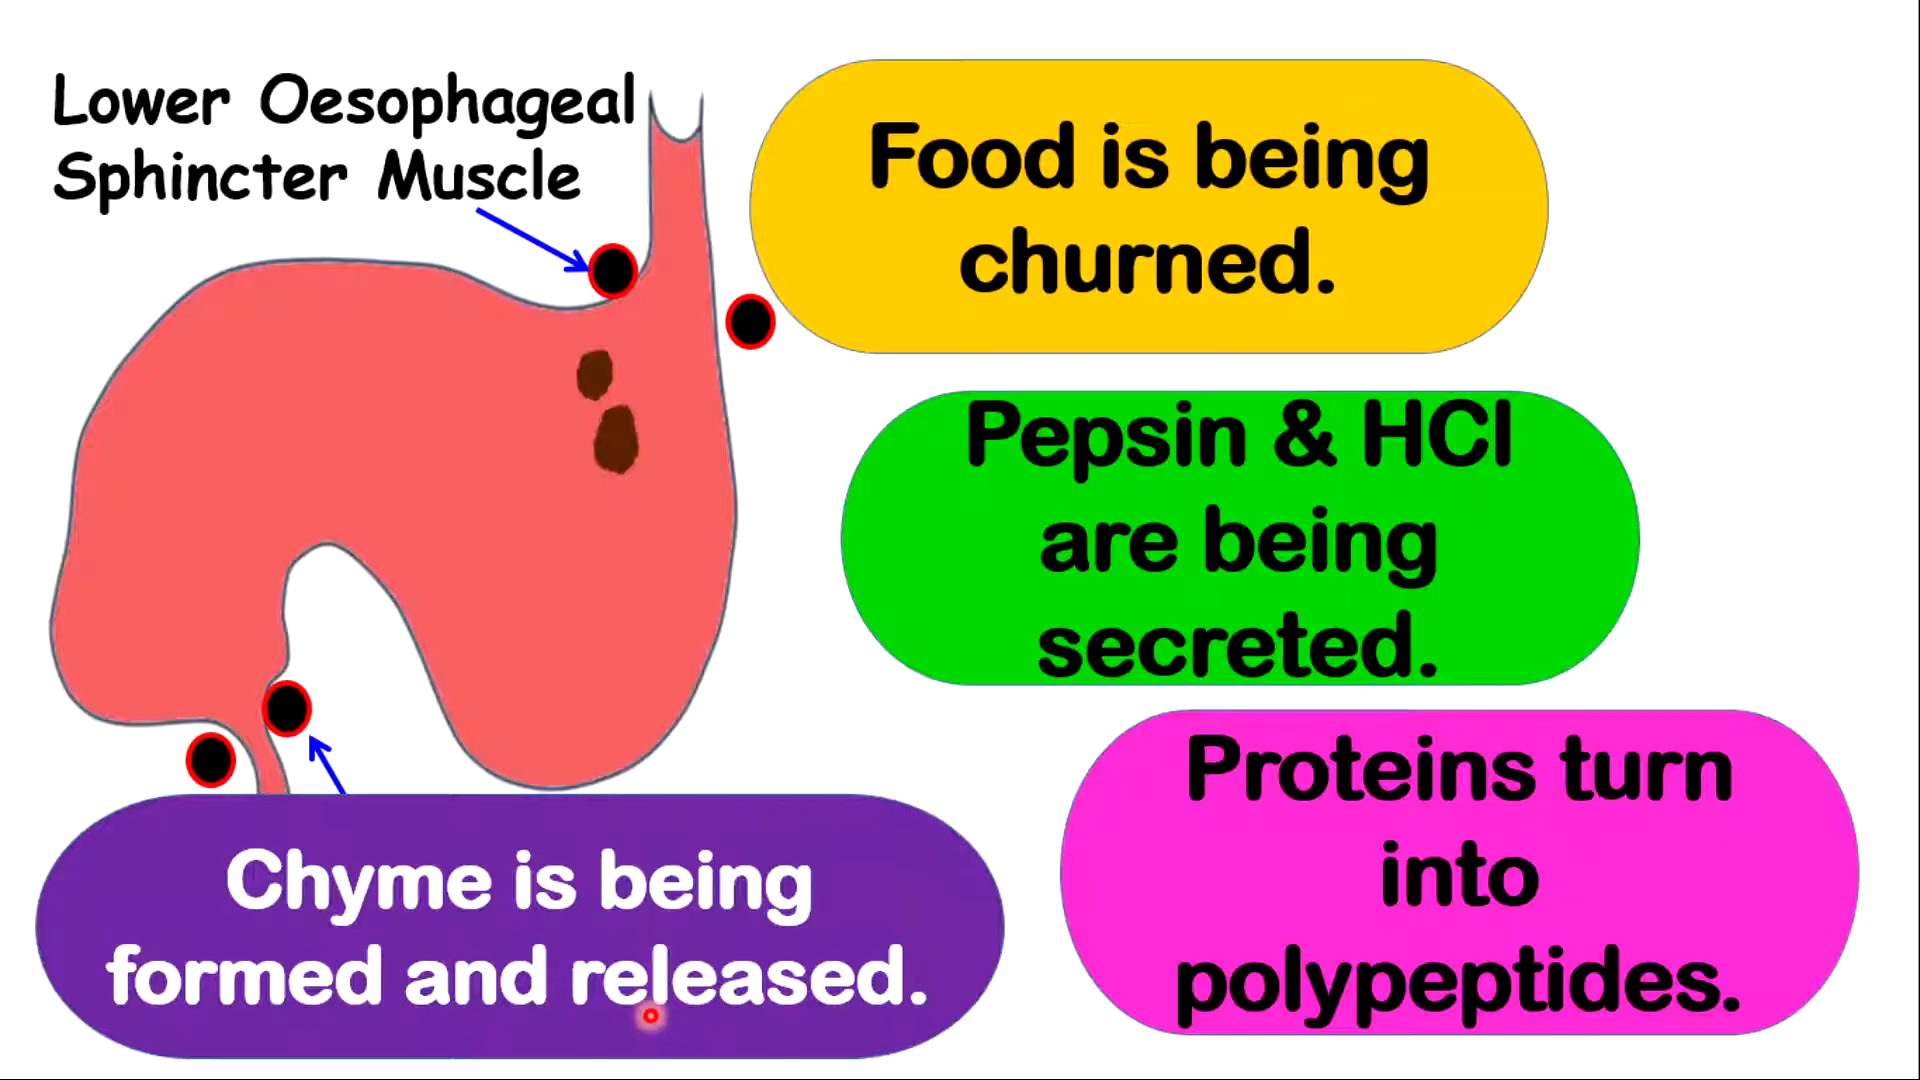 Lower Oesophageal
Sphincter Muscle
Food is being
churned.
Pepsin & HCl
are being
secreted.
Proteins turn
into
polypeptides.
Chyme is being
formed and released.